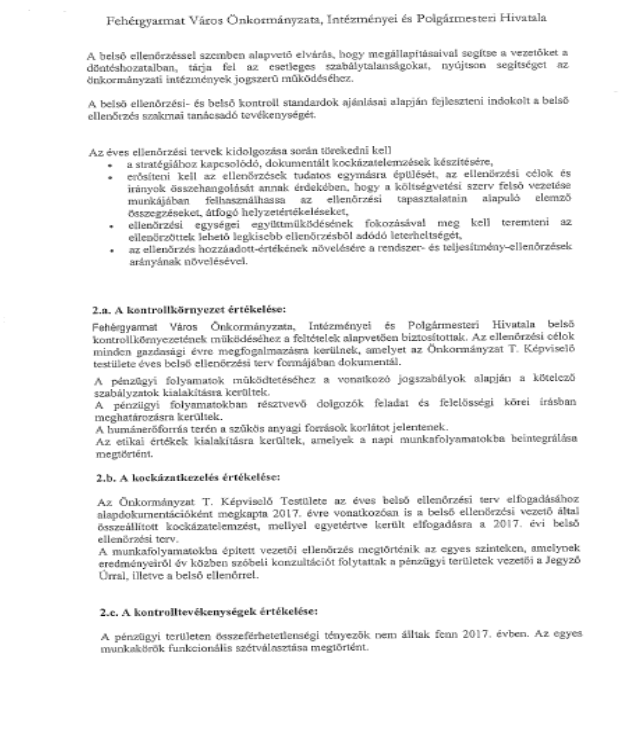 Fehérgyarmat Város Önkormányzata, Intézményei és Polgármesteri Hivatala
A belső ellenőrzéssel szemben alapvető elvárás, hogy megállapításaival segítse a vezetőket a
döntéshozatalban, tárja fel az esetleges szabálytalanságokat, nyújtson segítséget az
önkormányzati intézmények jogszerű működéséhez.
A belső ellenőrzési- és belső kontroll standardok ajánlásai alapján fejleszteni indokolt a belső
ellenőrzés szakmai tanácsadó tevékenységét.
Az éves ellenőrzési tervek kidolgozása során törekedni kell
• a stratégiához kapcsolódó, dokumentált kockázatelemzések készítésére,
• erősíteni kell az ellenőrzések tudatos egymásra épülését, az ellenőrzési célok és
irányok összehangolását annak érdekében, hogy a költségvetési szerv felső vezetése
munkájában felhasználhassa az ellenőrzési tapasztalatain alapuló elemző
összegzéseket, átfogó helyzetértékeléseket,
• ellenőrzési egységei együttműködésének fokozásával meg kell teremteni az
ellenőrzöttek lehető legkisebb ellenőrzésből adódó leterheltségét,
• az ellenőrzés hozzáadott-értékének növelésére a rendszer- és teljesítmény-ellenőrzések
arányának növelésével.
2.a. A kontrollkörnyezet értékelése:
Fehérgyarmat Város Önkormányzata, Intézményei és Polgármesteri Hivatala belső
kontrollkörnyezetének működéséhez a feltételek alapvetően biztosítottak. Az ellenőrzési célok
minden gazdasági évre megfogalmazásra kerülnek, amelyet az Önkormányzat T. Képviselő
testülete éves belső ellenőrzési terv formájában dokumentál.
A pénzügyi folyamatok működtetéséhez a vonatkozó jogszabályok alapján a kötelező
szabályzatok kialakításra kerültek.
A pénzügyi folyamatokban résztvevő dolgozók feladat és felelősségi körei írásban
meghatározásra kerültek.
A humánerőforrás terén a szűkös anyagi források korlátot jelentenek.
Az etikai értékek kialakításra kerültek, amelyek a napi munkafolyamatokba beintegrálása
megtörtént.
2.b. A kockázatkezelés értékelése:
Az Önkormányzat T. Képviselő Testülete az éves belső ellenőrzési terv elfogadásához
alapdokumentációként megkapta 2017. évre vonatkozóan is a belső ellenőrzési vezető által
összeállított kockázatelemzést, mellyel egyetértve került elfogadásra a 2017. évi belső
ellenőrzési terv.
A munkafolyamatokba épített vezetői ellenőrzés megtörténik az egyes szinteken, amelynek
eredményeiről év közben szóbeli konzultációt folytattak a pénzügyi területek vezetői a Jegyző
Úrral, illetve a belső ellenőrrel.
2.c. A kontrolltevékenységek értékelése:
A pénzügyi területen összeférhetetlenségi tényezők nem álltak fenn 2017. évben. Az egyes
munkakörök funkcionális szétválasztása megtörtént.